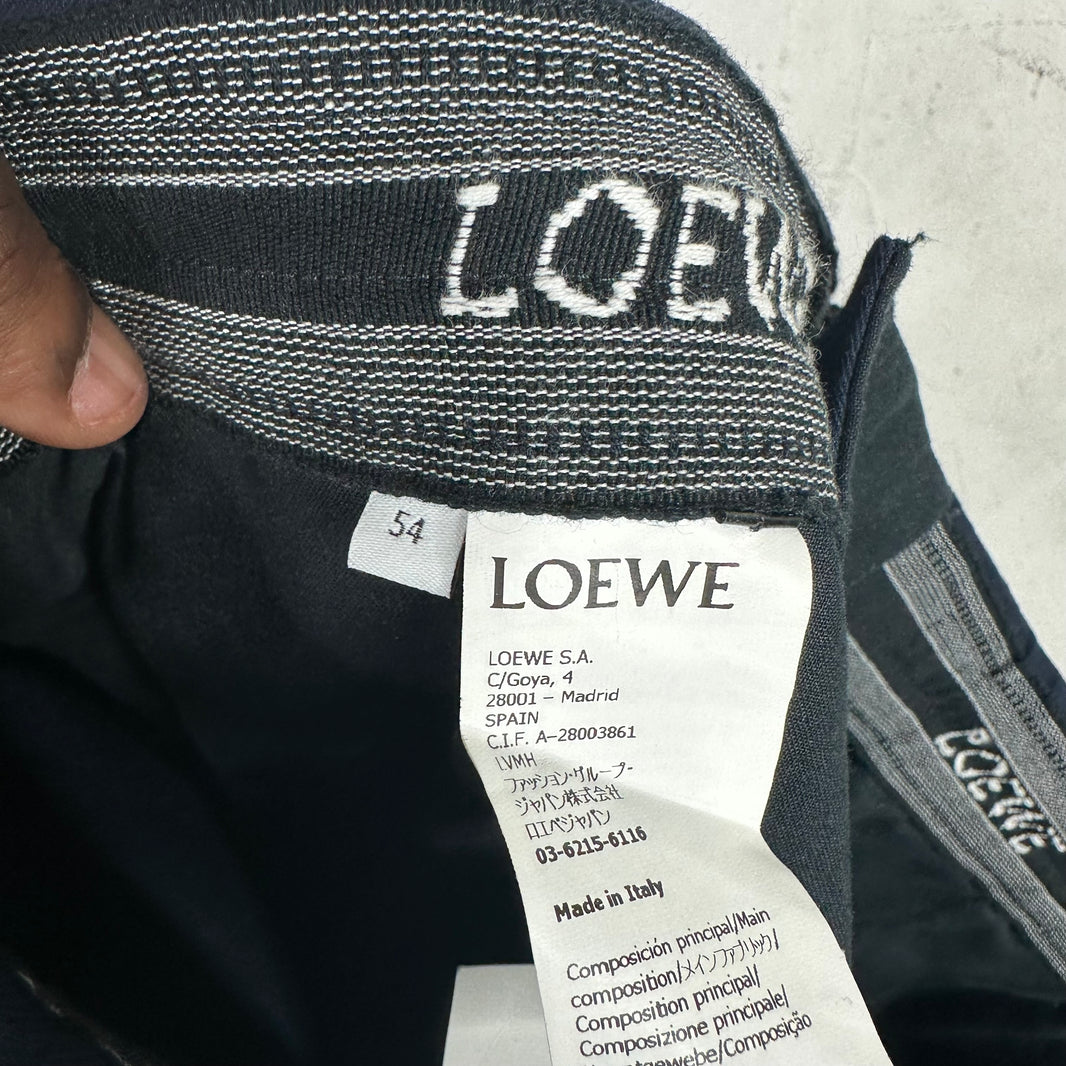 LOEW
54
LOEWE
LOEWE S.A.
C/Goya, 4
28001 – Madrid
SPAIN
C.I.F. A-28003861
LVMH
ファッション・グループ・
ジャパン株式会社
ロエベジャパン
03-6215-6116
Made in Italy
Composición principal/Main
composition/メインファブリック/
Composition principal/
Composizione principale/
/Composição
LOEWE